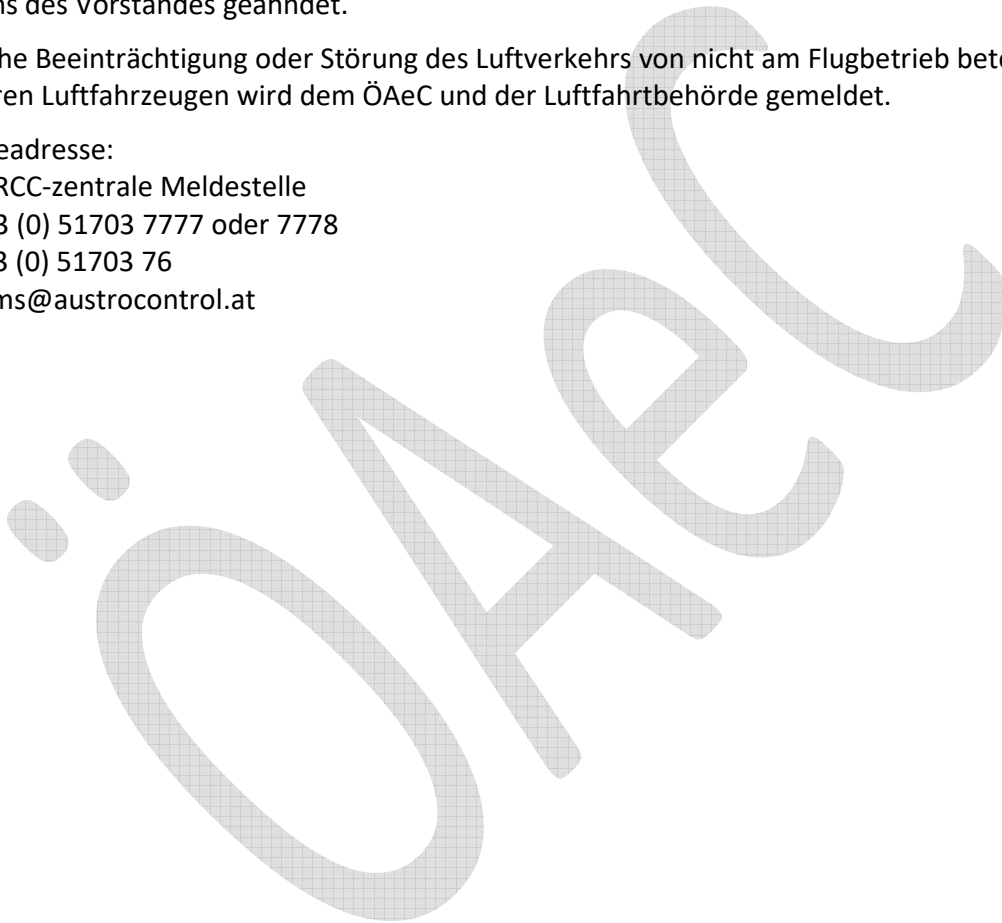 ns des Vorstandes geahndet.
he Beeinträchtigung oder Störung des Luftverkehrs von nicht am Flugbetrieb bete
ren Luftfahrzeugen wird dem ÖAeC und der Luftfahrtbehörde gemeldet.
eadresse:
RCC-zentrale Meldestelle
3 (0) 51703 7777 oder 7778
3 (0) 51703 76
ms@austrocontrol.at
ÖAeC